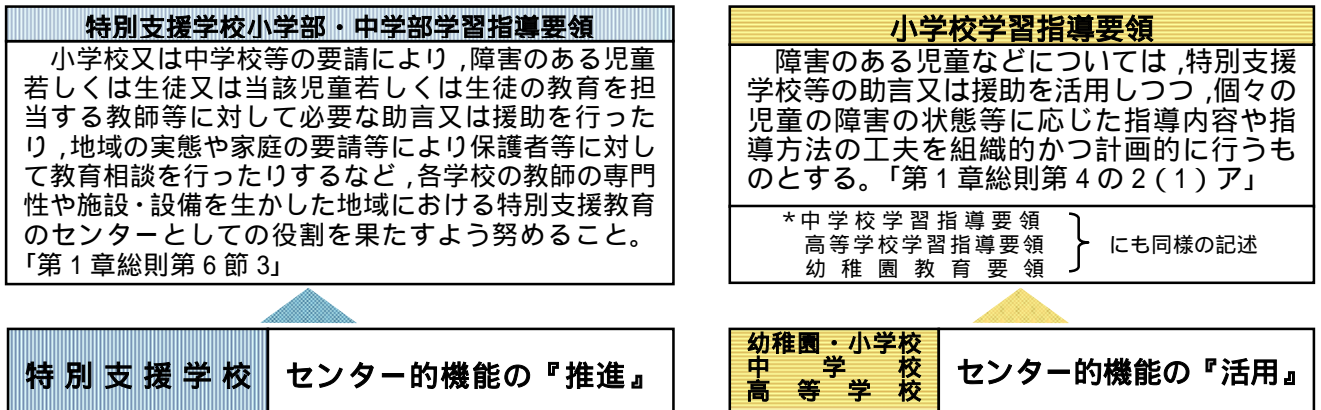 特別支援学校小学部・中学部学習指導要領
小学校又は中学校等の要請により,障害のある児童
若しくは生徒又は当該児童若しくは生徒の教育を担
当する教師等に対して必要な助言又は援助を行った
り,地域の実態や家庭の要請等により保護者等に対し
て教育相談を行ったりするなど,各学校の教師の専門
性や施設・設備を生かした地域における特別支援教育
のセンターとしての役割を果たすよう努めること。
「第1章総則第6節3」
特別支援学校
センター的機能の『推進』
小学校学習指導要領
障害のある児童などについては,特別支援
学校等の助言又は援助を活用しつつ,個々の
児童の障害の状態等に応じた指導内容や指
導方法の工夫を組織的かつ計画的に行うも
のとする。「第1章総則第4の2(1)ア」
*中学校学習指導要領
高等学校学習指導要領
幼稚園教育要領
にも同様の記述
幼稚園・小学校
中学校
高等学校
センター的機能の『活用』